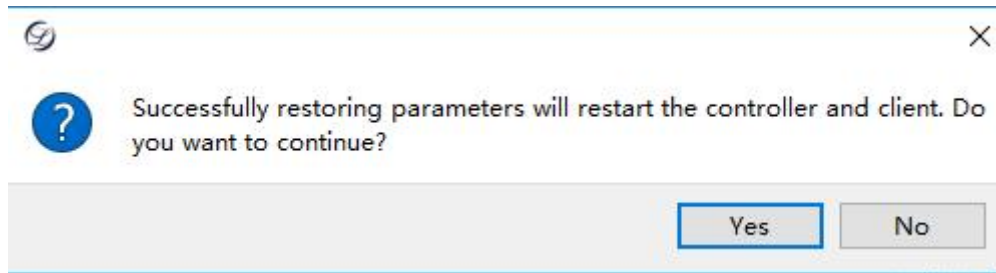 Successfully restoring parameters will restart the controller and client. Do
you want to continue?
Yes No